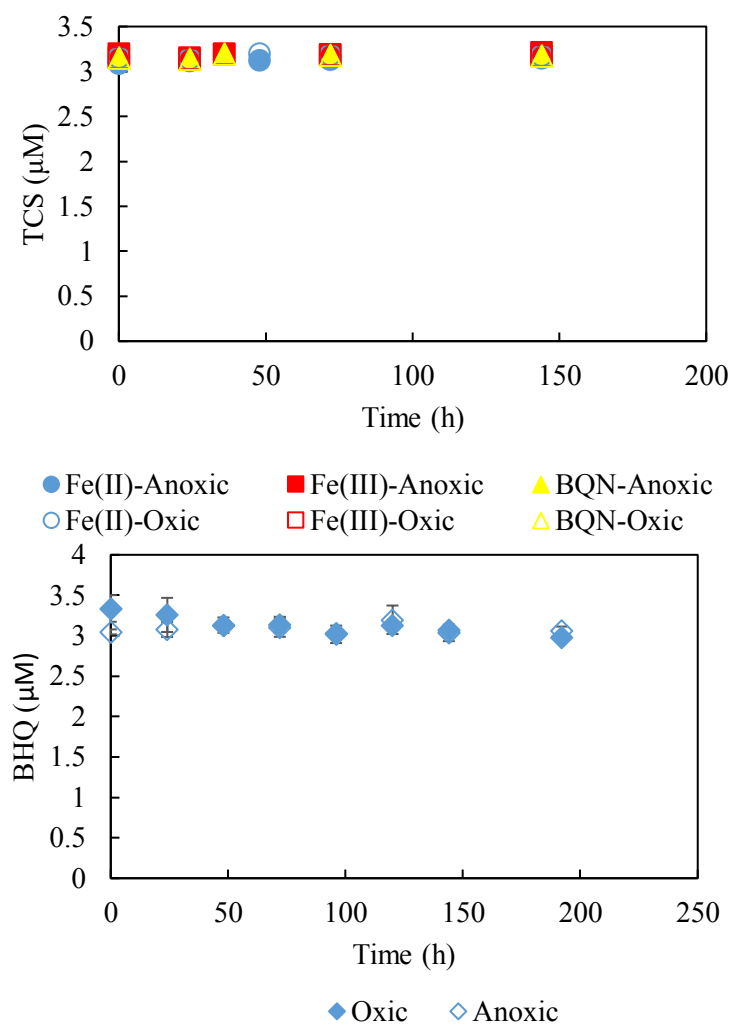 3.5
3
2.5
2
1.5
1
0.5
0
TCS (μM)
0 50 100 150 200
Time (h)
Fe(II)-Anoxic Fe(III)-Anoxic BQN-Anoxic
Fe(II)-Oxic Fe(III)-Oxic BQN-Oxic
4
3.5
3
2.5
2
1.5
1
0.5
0
BHQ (μM)
0 50 100 150 200 250
Time (h)
Oxic Anoxic